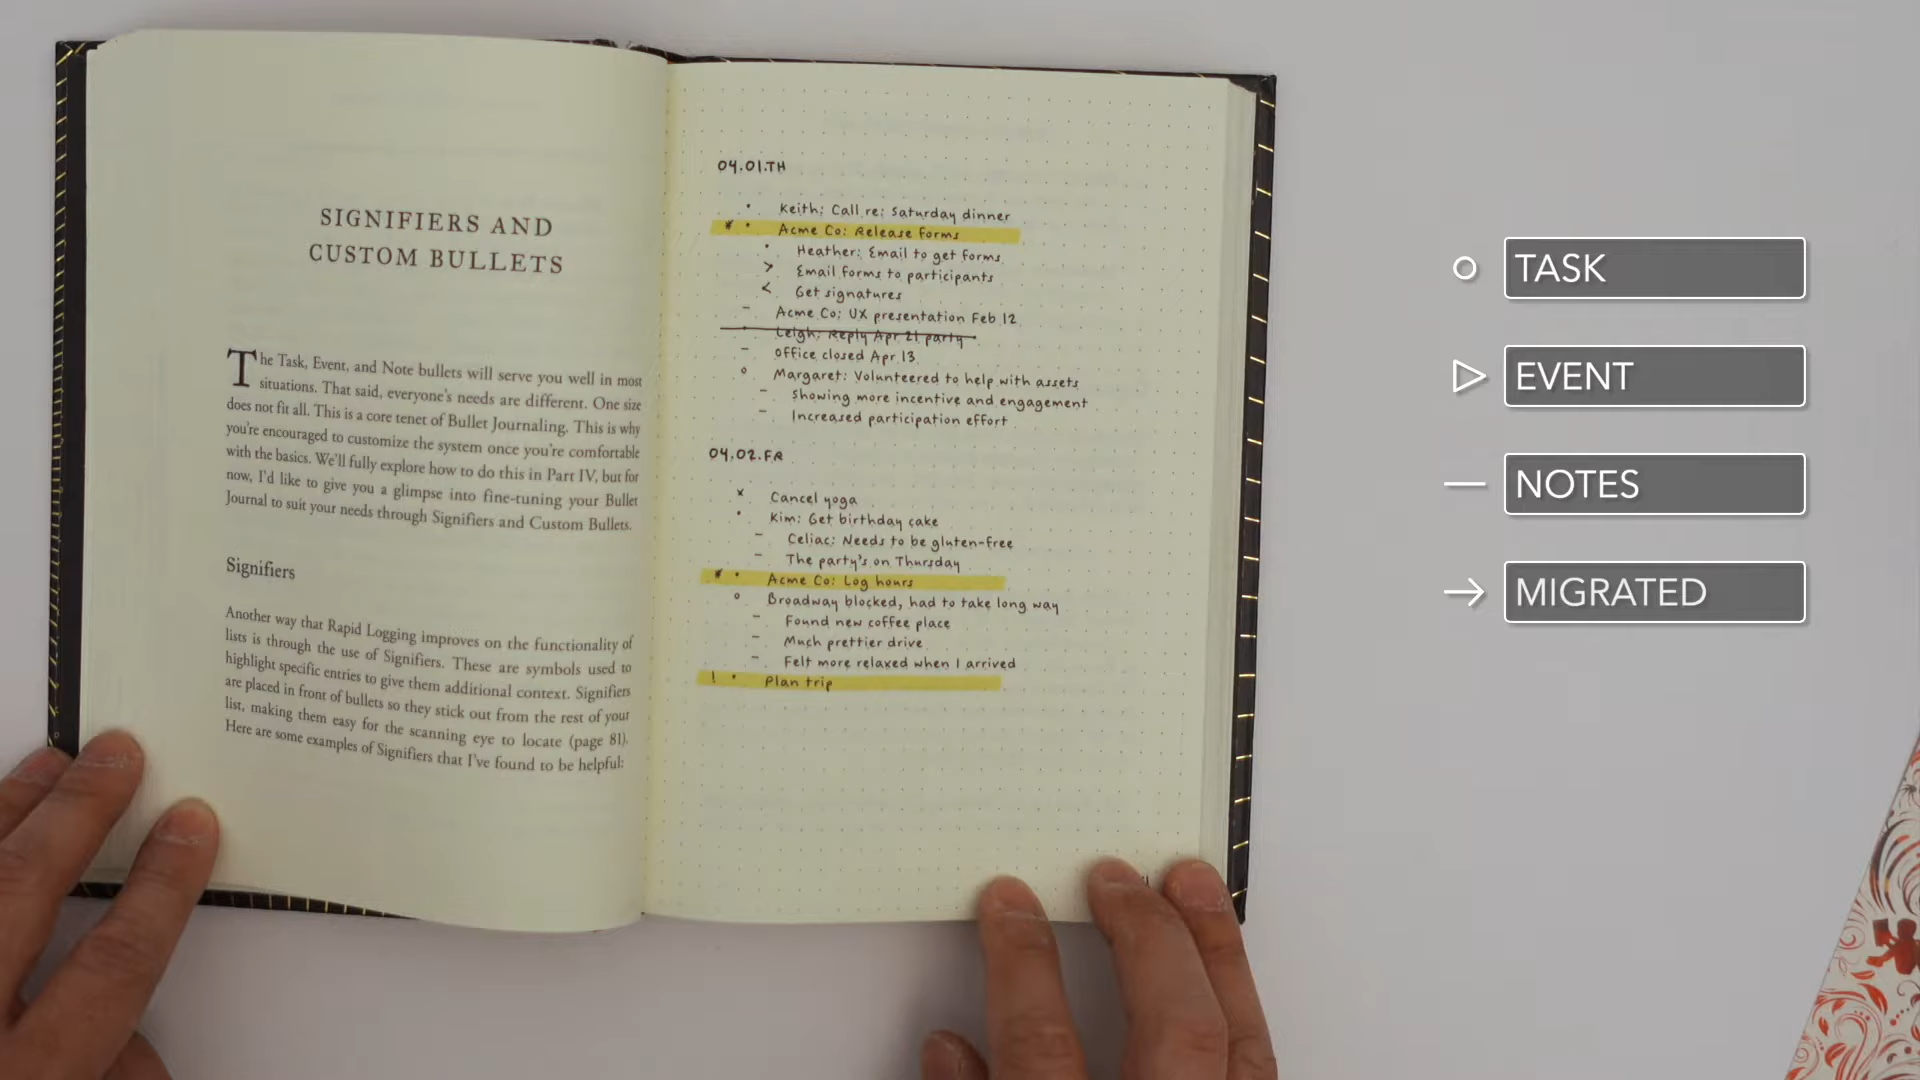 SIGNIFIERS AND
CUSTOM BULLETS
The Task, Event, and Note bullets will serve you well in most
situations. That said, everyone's needs are different. One size
does not fit all. This is a core tenet of Bullet Journaling. This is why
you're encouraged to customize the system once you're comfortable
with the basics. We'll fully explore how to do this in Part IV, but for
now, I'd like to give you a glimpse into fine-tuning your Bullet
Journal to suit your needs through Signifiers and Custom Bullets.
Signifiers
Another way that Rapid Logging improves on the functionality of
lists is through the use of Signifiers. These are symbols used to
highlight specific entries to give them additional context. Signifiers
are placed in front of bullets so they stick out from the rest of your
list, making them easy for the scanning eye to locate (page 81).
Here are some examples of Signifiers that I've found to be helpful:
04.01.TH
• Keith: Call re: Saturday dinner
* • Acme Co: Release forms
• Heather: Email to get forms
> Email forms to participants
< Get signatures
– Acme Co: UX presentation Feb 12
• Leigh: Reply Apr 21 party
– Office closed Apr 13
o Margaret: Volunteered to help with assets
– Showing more incentive and engagement
– Increased participation effort
04.02.FR
x Cancel yoga
• Kim: Get birthday cake
– Celiac: Needs to be gluten-free
– The party's on Thursday
* • Acme Co: Log hours
o Broadway blocked, had to take long way
– Found new coffee place
– Much prettier drive
– Felt more relaxed when I arrived
! • Plan trip
TASK
EVENT
— NOTES
→ MIGRATED